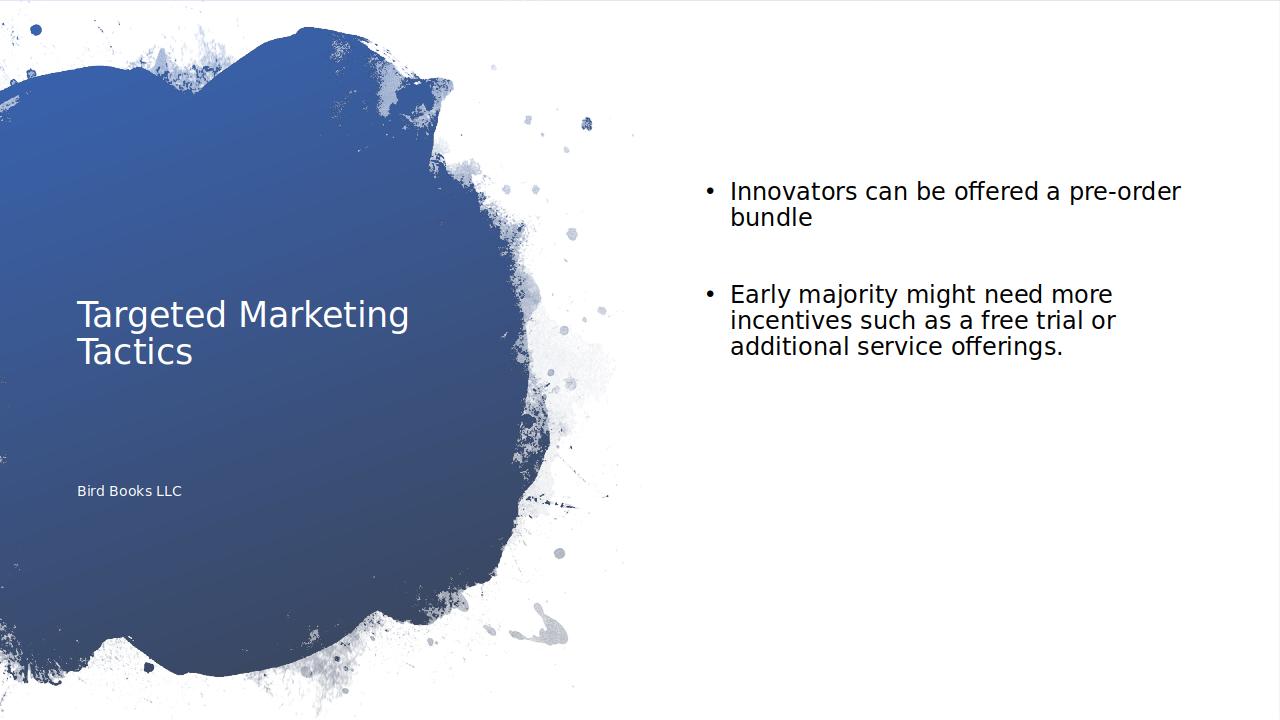 Targeted Marketing
Tactics
Bird Books LLC
• Innovators can be offered a pre-order
bundle
• Early majority might need more
incentives such as a free trial or
additional service offerings.